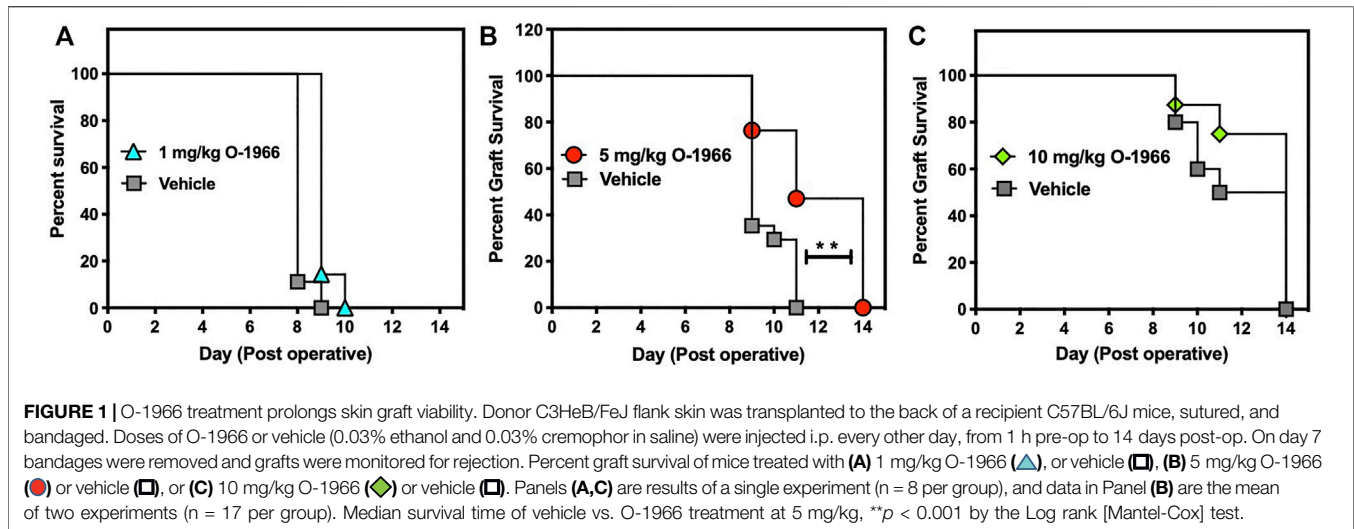 A
Percent survival
100
80
60
40
20
0
1 mg/kg O-1966
Vehicle
0 2 4 6 8 10 12 14
Day (Post operative)
B
Percent Graft Survival
120
100
80
60
40
20
0
5 mg/kg O-1966
Vehicle
**
0 2 4 6 8 10 12 14
Day (Post operative)
C
Percent Graft Survival
100
80
60
40
20
0
10 mg/kg O-1966
Vehicle
0 2 4 6 8 10 12 14
Day (Post operative)
FIGURE 1 | O-1966 treatment prolongs skin graft viability. Donor C3HeB/FeJ flank skin was transplanted to the back of a recipient C57BL/6J mice, sutured, and
bandaged. Doses of O-1966 or vehicle (0.03% ethanol and 0.03% cremophor in saline) were injected i.p. every other day, from 1 h pre-op to 14 days post-op. On day 7
bandages were removed and grafts were monitored for rejection. Percent graft survival of mice treated with (A) 1 mg/kg O-1966 (△), or vehicle (□), (B) 5 mg/kg O-1966
(●) or vehicle (□), or (C) 10 mg/kg O-1966 (◆) or vehicle (□). Panels (A,C) are results of a single experiment (n = 8 per group), and data in Panel (B) are the mean
of two experiments (n = 17 per group). Median survival time of vehicle vs. O-1966 treatment at 5 mg/kg, **p < 0.001 by the Log rank [Mantel-Cox] test.